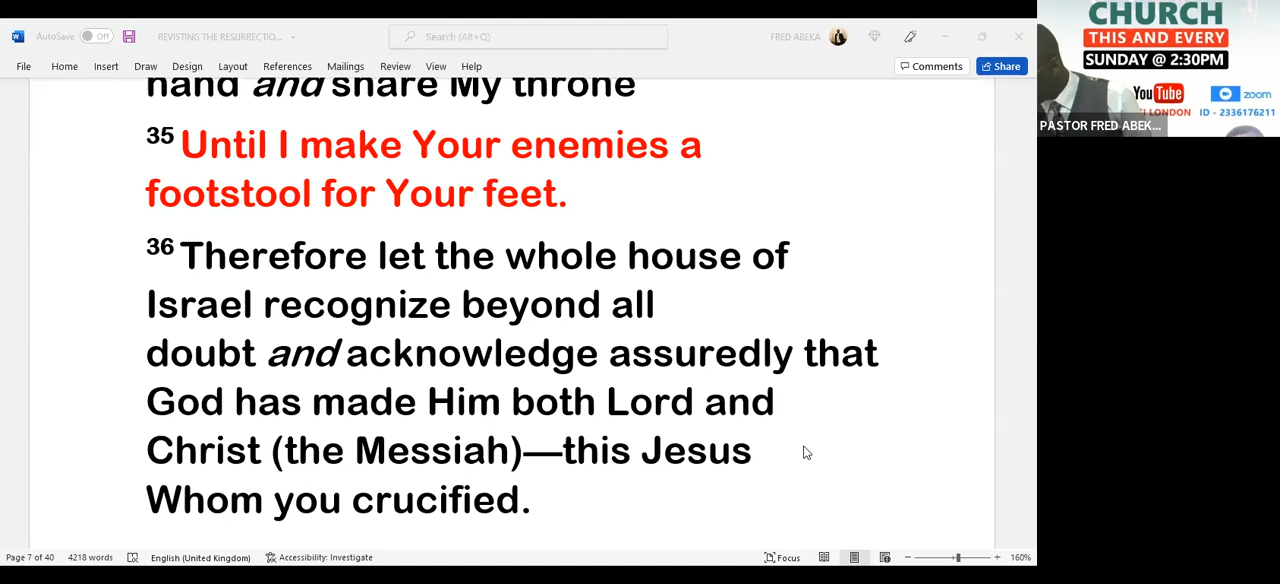 AutoSave Off REVISTING THE RESURRECTIO... Search (Alt+Q) FRED ABEKA
File Home Insert Draw Design Layout References Mailings Review View Help Comments Share
hand and share My throne
35 Until I make Your enemies a
footstool for Your feet.
36 Therefore let the whole house of
Israel recognize beyond all
doubt and acknowledge assuredly that
God has made Him both Lord and
Christ (the Messiah)—this Jesus
Whom you crucified.
Page 7 of 40 4218 words English (United Kingdom) Accessibility: Investigate Focus 160%
CHURCH
THIS AND EVERY
SUNDAY @ 2:30PM
YouTube zoom
LONDON ID - 2336176211
PASTOR FRED ABEK...